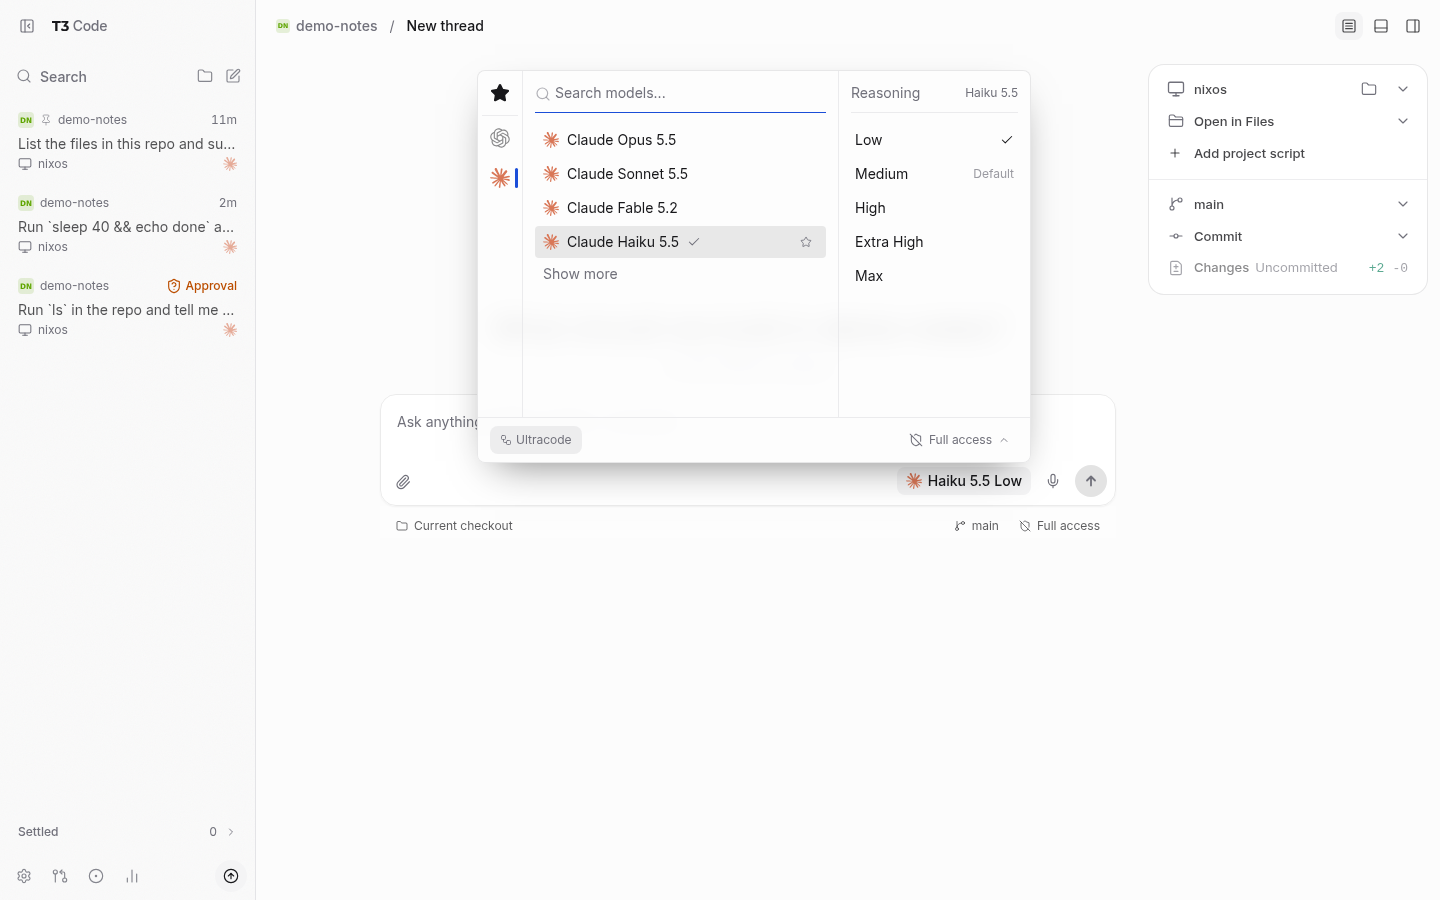 T3 Code
Search
DN demo-notes 11m
List the files in this repo and su...
nixos
DN demo-notes 2m
Run `sleep 40 && echo done` a...
nixos
DN demo-notes Approval
Run `ls` in the repo and tell me ...
nixos
Settled 0
DN demo-notes / New thread
Search models...
Claude Opus 5.5
Claude Sonnet 5.5
Claude Fable 5.2
Claude Haiku 5.5
Show more
Reasoning Haiku 5.5
Low
Medium Default
High
Extra High
Max
Ultracode
Full access
Ask anything
Haiku 5.5 Low
Current checkout
main
Full access
nixos
Open in Files
Add project script
main
Commit
Changes Uncommitted +2 -0